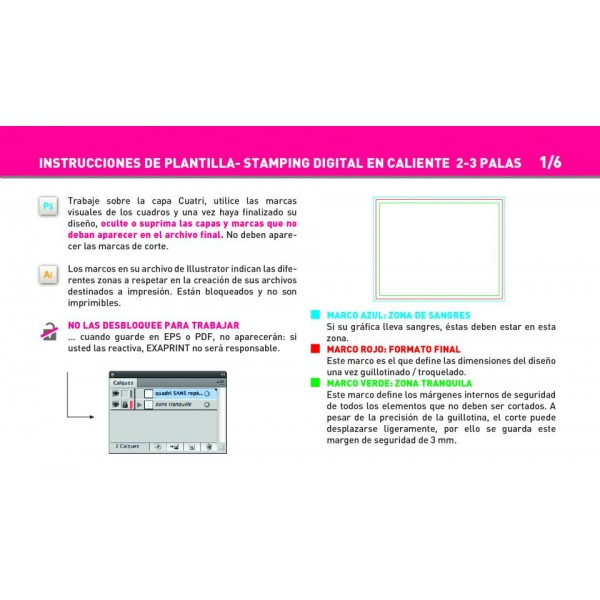 INSTRUCCIONES DE PLANTILLA- STAMPING DIGITAL EN CALIENTE 2-3 PALAS 1/6
Ps
Trabaje sobre la capa Cuatri, utilice las marcas
visuales de los cuadros y una vez haya finalizado su
diseño, oculte o suprima las capas y marcas que no
deban aparecer en el archivo final. No deben apare-
cer las marcas de corte.
Ai
Los marcos en su archivo de Illustrator indican las dife-
rentes zonas a respetar en la creación de sus archivos
destinados a impresión. Están bloqueados y no son
imprimibles.
NO LAS DESBLOQUEE PARA TRABAJAR
... cuando guarde en EPS o PDF, no aparecerán: si
usted las reactiva, EXAPRINT no será responsable.
Calques
quadri SANS repé...
zone tranquille
2 Calques
MARCO AZUL: ZONA DE SANGRES
Si su gráfica lleva sangres, éstas deben estar en esta
zona.
MARCO ROJO: FORMATO FINAL
Este marco es el que define las dimensiones del diseño
una vez guillotinado / troquelado.
MARCO VERDE: ZONA TRANQUILA
Este marco define los márgenes internos de seguridad
de todos los elementos que no deben ser cortados. A
pesar de la precisión de la guillotina, el corte puede
desplazarse ligeramente, por ello se guarda este
margen de seguridad de 3 mm.